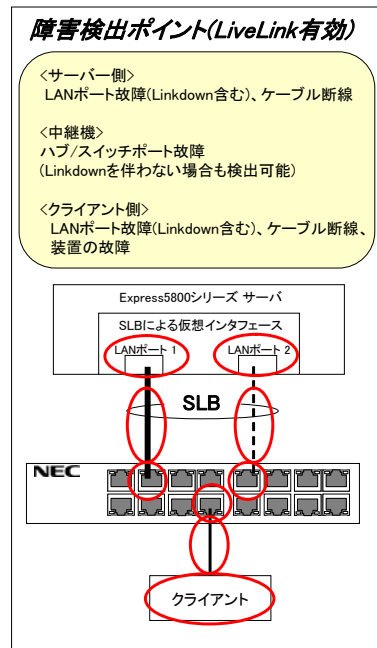 障害検出ポイント(LiveLink有効)
<サーバー側>
LANポート故障(Linkdown含む)、ケーブル断線
<中継機>
ハブ/スイッチポート故障
(Linkdownを伴わない場合も検出可能)
<クライアント側>
LANポート故障(Linkdown含む)、ケーブル断線、
装置の故障
Express5800シリーズ サーバ
SLBによる仮想インタフェース
LANポート 1
LANポート 2
SLB
NEC
クライアント